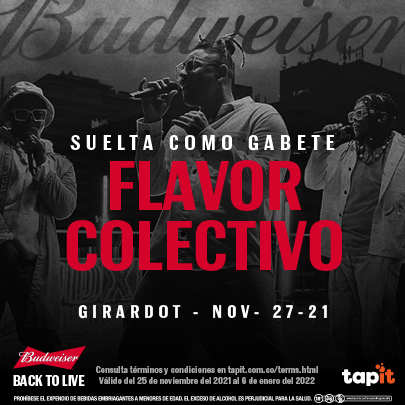 Budweiser
SUELTA COMO GABETE
FLAVOR
COLECTIVO
GIRARDOT - NOV- 27-21
Budweiser
BACK TO LIVE
Consulta términos y condiciones en tapit.com.co/terms.html
Válido del 25 de noviembre del 2021 al 6 de enero del 2022
tapit
PROHÍBESE EL EXPENDIO DE BEBIDAS EMBRIAGANTES A MENORES DE EDAD. EL EXCESO DE ALCOHOL ES PERJUDICIAL PARA LA SALUD.